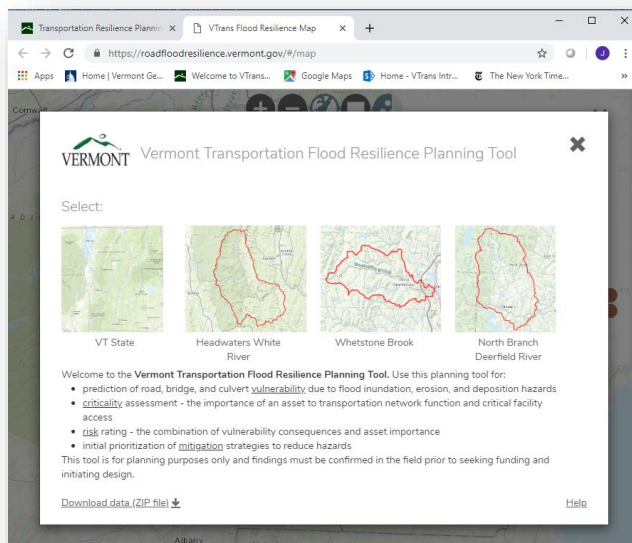 Transportation Resilience Plannin
VTrans Flood Resilience Map
https://roadfloodresilience.vermont.gov/#/map
J
Apps
Home | Vermont Ge...
Welcome to VTrans...
Google Maps
Home - VTrans Intr...
The New York Time...
Cornwall
VERMONT
Vermont Transportation Flood Resilience Planning Tool
Select:
VT State
Headwaters White
River
Whetstone Brook
North Branch
Deerfield River
Welcome to the Vermont Transportation Flood Resilience Planning Tool. Use this planning tool for:
• prediction of road, bridge, and culvert vulnerability due to flood inundation, erosion, and deposition hazards
• criticality assessment - the importance of an asset to transportation network function and critical facility
access
• risk rating - the combination of vulnerability consequences and asset importance
• initial prioritization of mitigation strategies to reduce hazards
This tool is for planning purposes only and findings must be confirmed in the field prior to seeking funding and
initiating design.
Download data (ZIP file)
Help
Albany